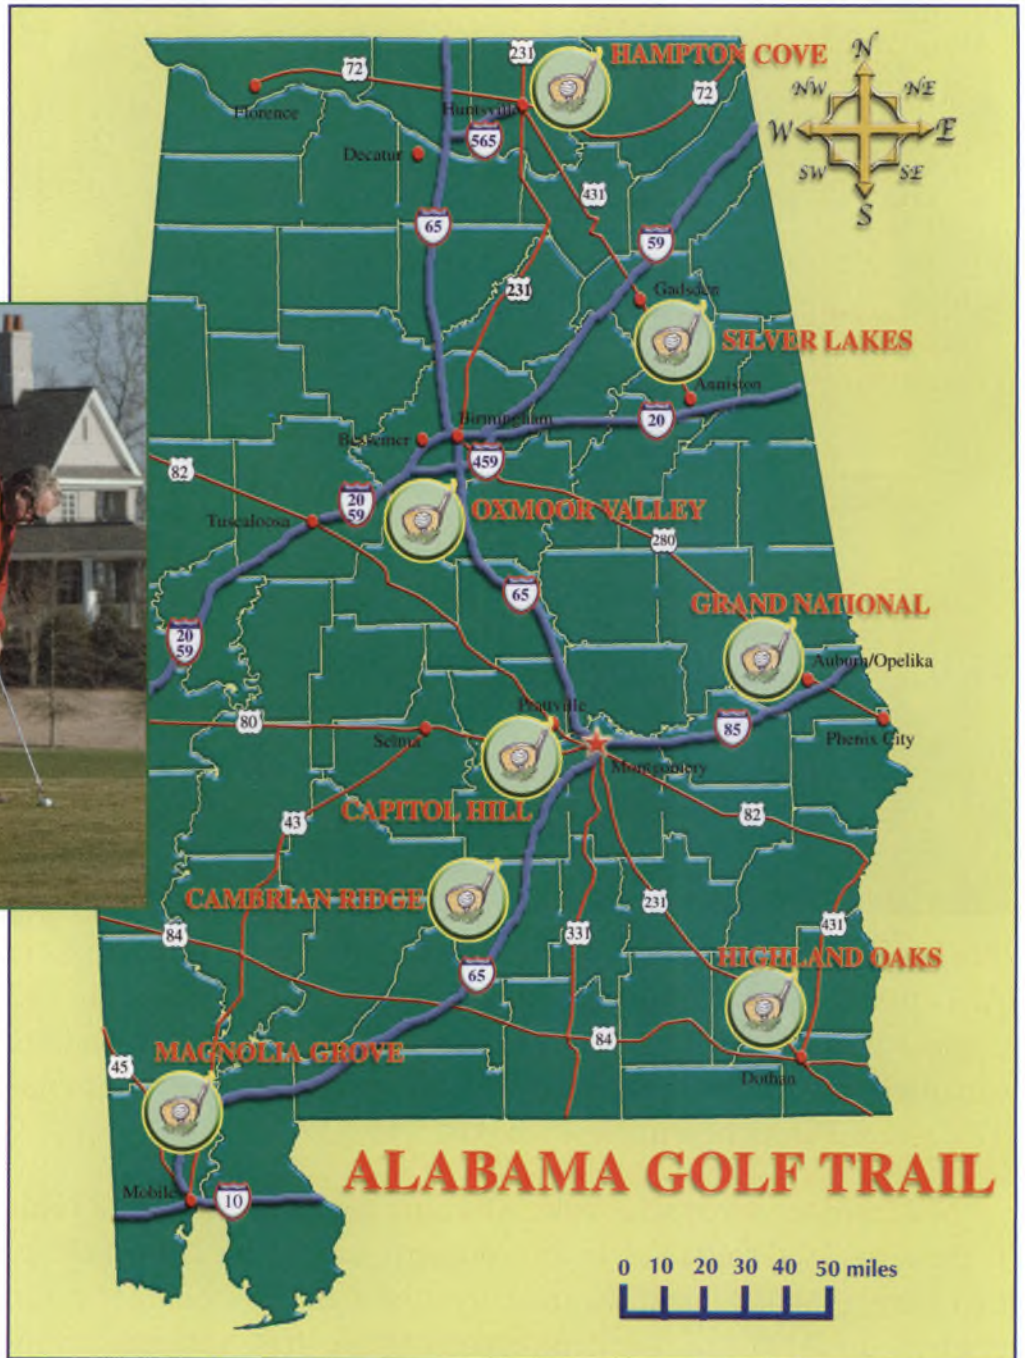 231
HAMPTON COVE
N
72
72
NW
NE
Florence
Huntsville
W
E
565
Decatur
SW
SE
431
S
65
59
231
Gadsden
SILVER LAKES
Anniston
20
Birmingham
Bessemer
459
82
20
59
OXMOOR VALLEY
Tuscaloosa
280
65
GRAND NATIONAL
20
59
Auburn/Opelika
Prattville
80
85
Selma
Phenix City
Montgomery
CAPITOL HILL
82
43
CAMBRIAN RIDGE
231
431
84
331
HIGHLAND OAKS
65
84
MAGNOLIA GROVE
45
Dothan
ALABAMA GOLF TRAIL
Mobile
10
0 10 20 30 40 50 miles